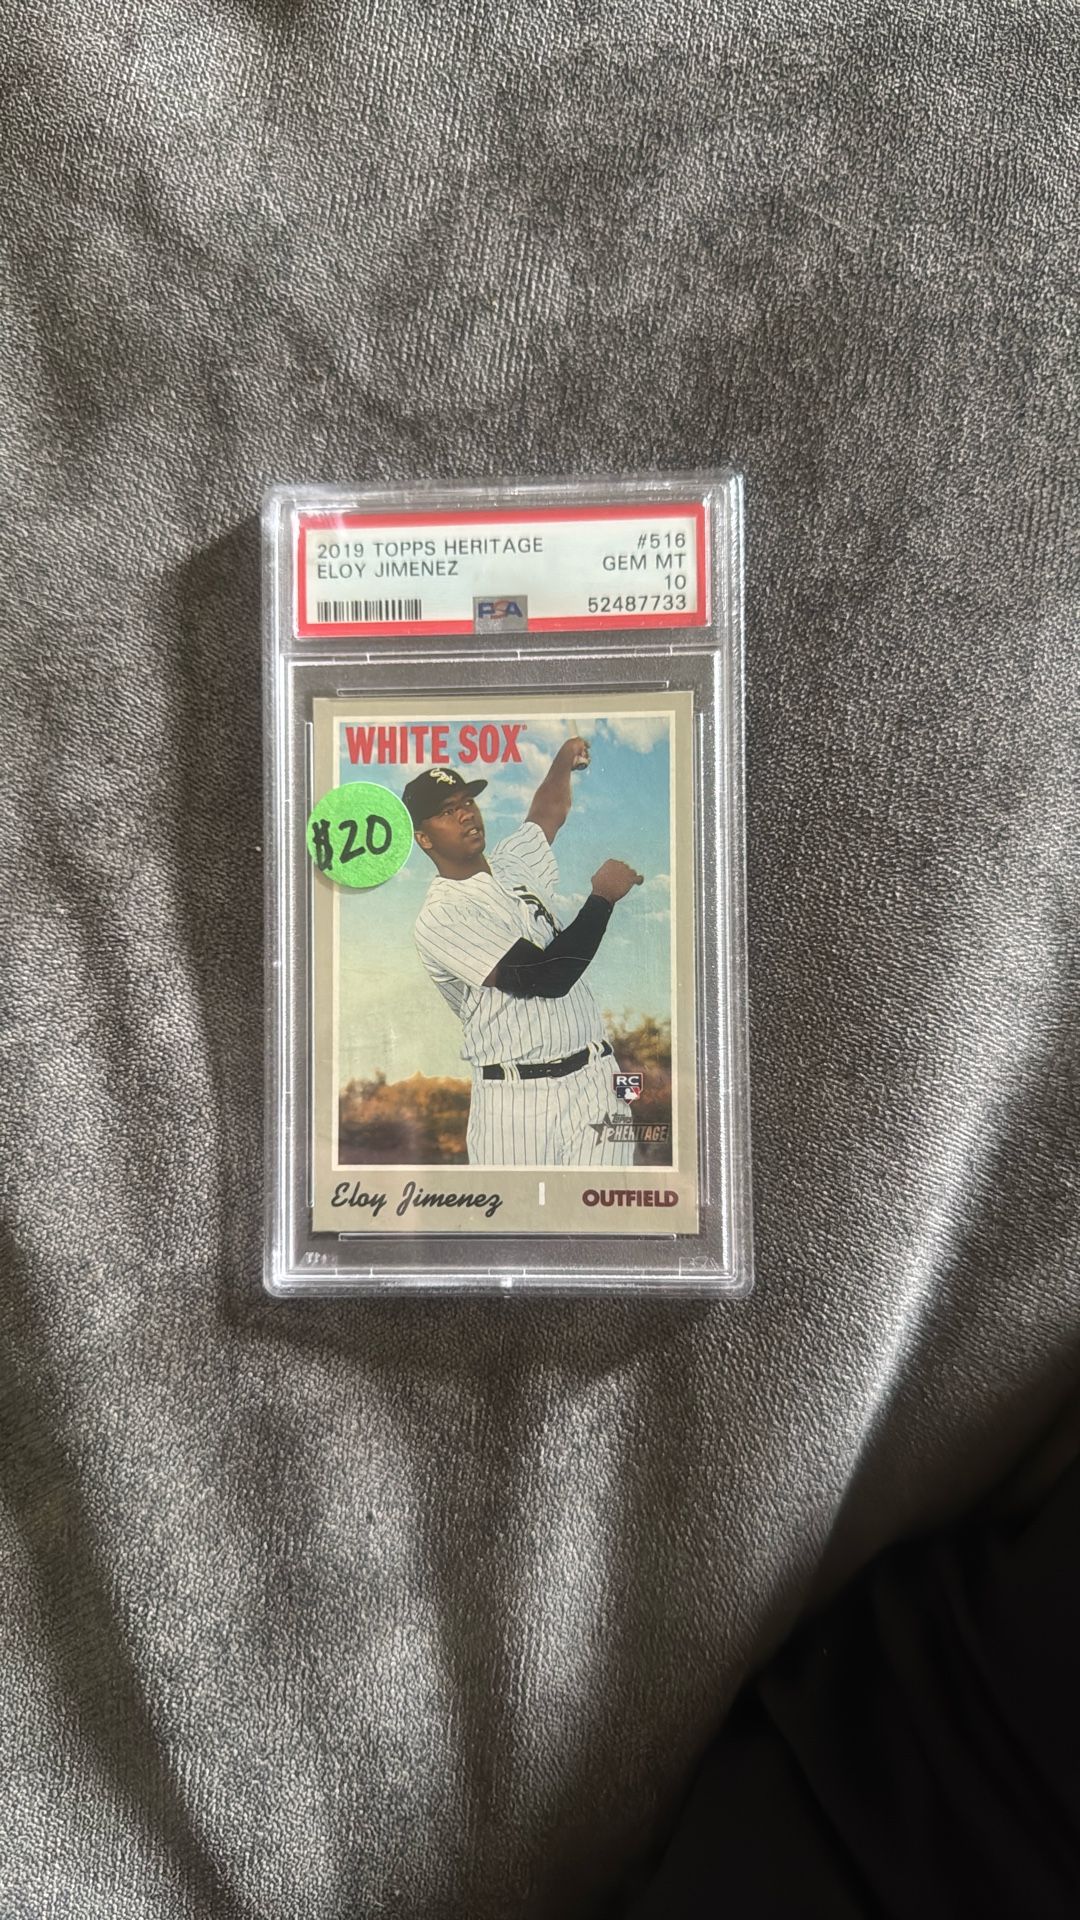 2019 TOPPS HERITAGE #516
ELOY JIMENEZ GEM MT
10
PSA 52487733
WHITE SOX
$20
RC
TOPPS
HERITAGE
Eloy Jimenez OUTFIELD